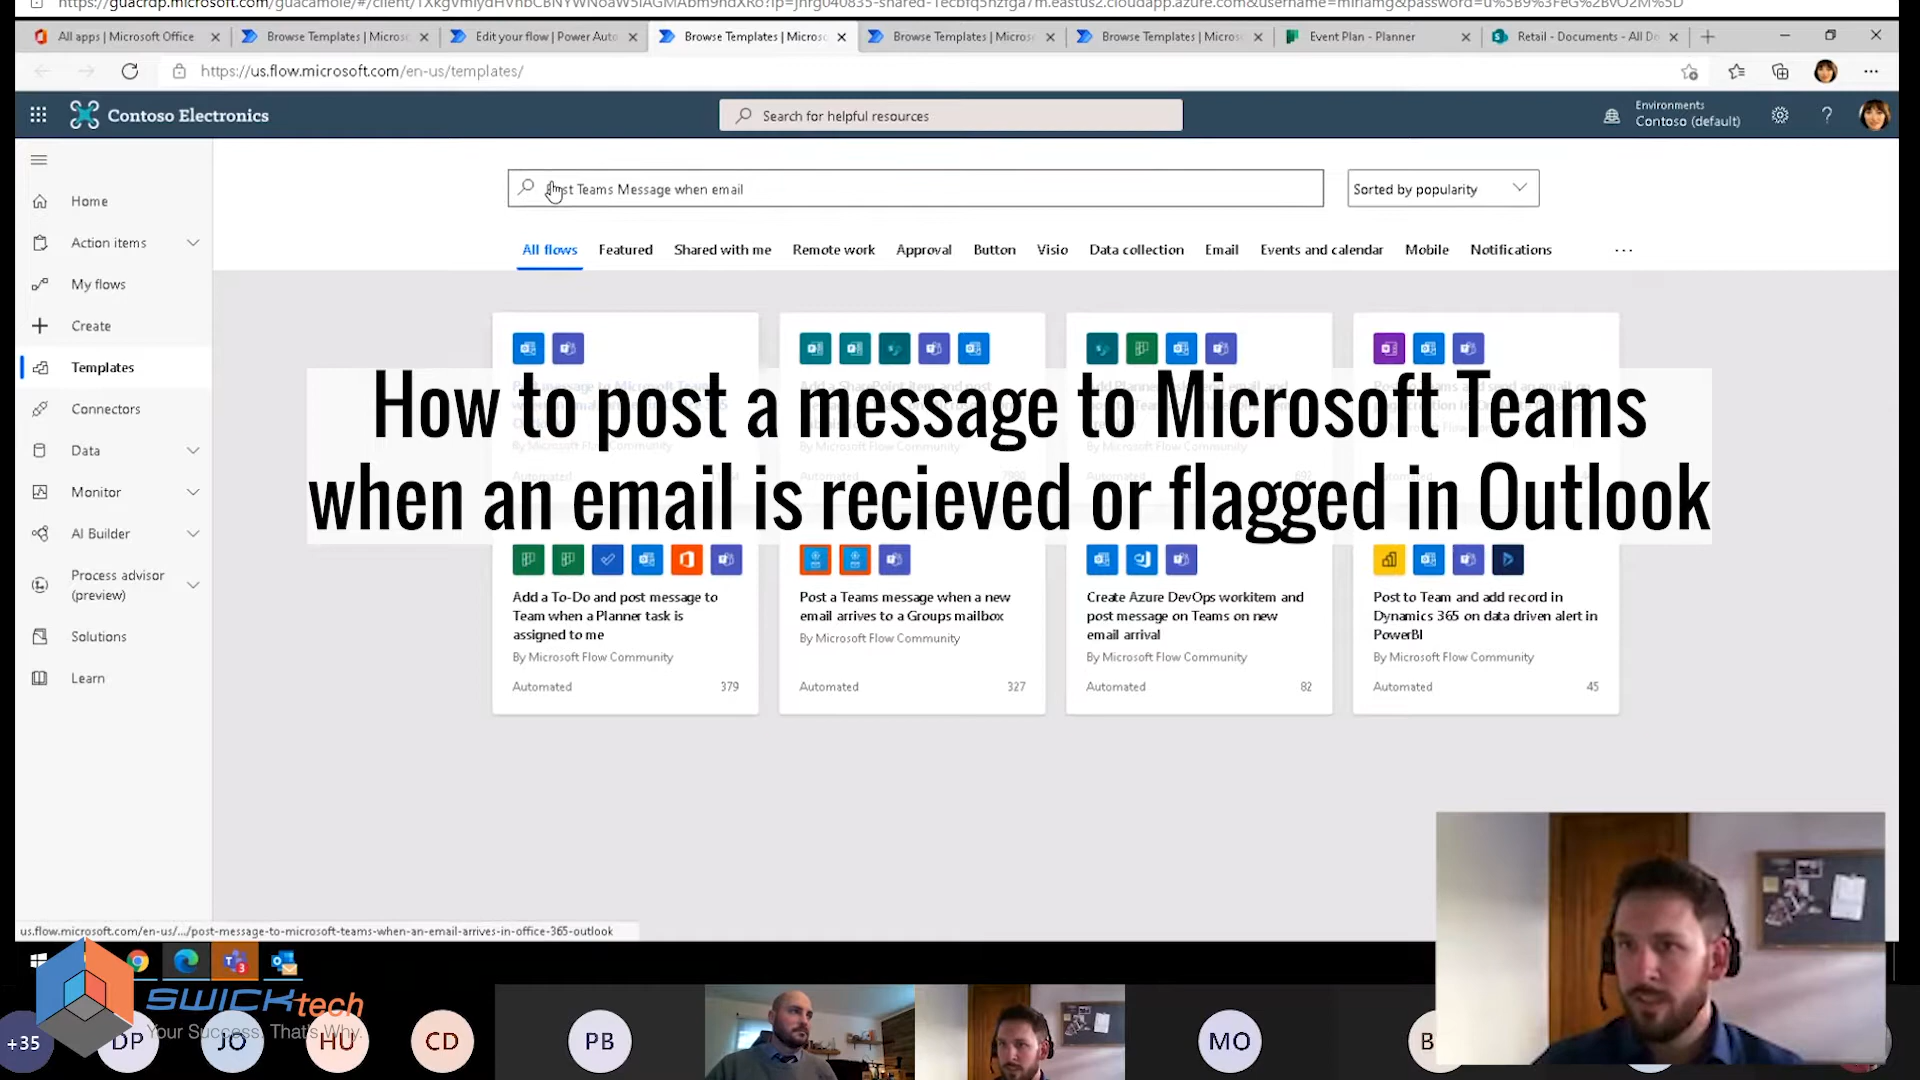 All apps | Microsoft Office
Browse Templates | Micros
Edit your flow | Power Auto
Browse Templates | Micros
Browse Templates | Micros
Browse Templates | Micros
Event Plan - Planner
Retail - Documents - All D
https://us.flow.microsoft.com/en-us/templates/
Contoso Electronics
Search for helpful resources
Environments
Contoso (default)
?
st Teams Message when email
Sorted by popularity
Home
Action items
My flows
Create
Templates
Connectors
Data
Monitor
AI Builder
Process advisor
(preview)
Solutions
Learn
All flows
Featured
Shared with me
Remote work
Approval
Button
Visio
Data collection
Email
Events and calendar
Mobile
Notifications
...
How to post a message to Microsoft Teams
when an email is recieved or flagged in Outlook
Add a To-Do and post message to
Team when a Planner task is
assigned to me
By Microsoft Flow Community
Automated 379
Post a Teams message when a new
email arrives to a Groups mailbox
By Microsoft Flow Community
Automated 327
Create Azure DevOps workitem and
post message on Teams on new
email arrival
By Microsoft Flow Community
Automated 82
Post to Team and add record in
Dynamics 365 on data driven alert in
PowerBI
By Microsoft Flow Community
Automated 45
us.flow.microsoft.com/en-us/.../post-message-to-microsoft-teams-when-an-email-arrives-in-office-365-outlook
SWICKtech
Your Success. That's Why.
+35
DP
JO
HU
CD
PB
MO
B